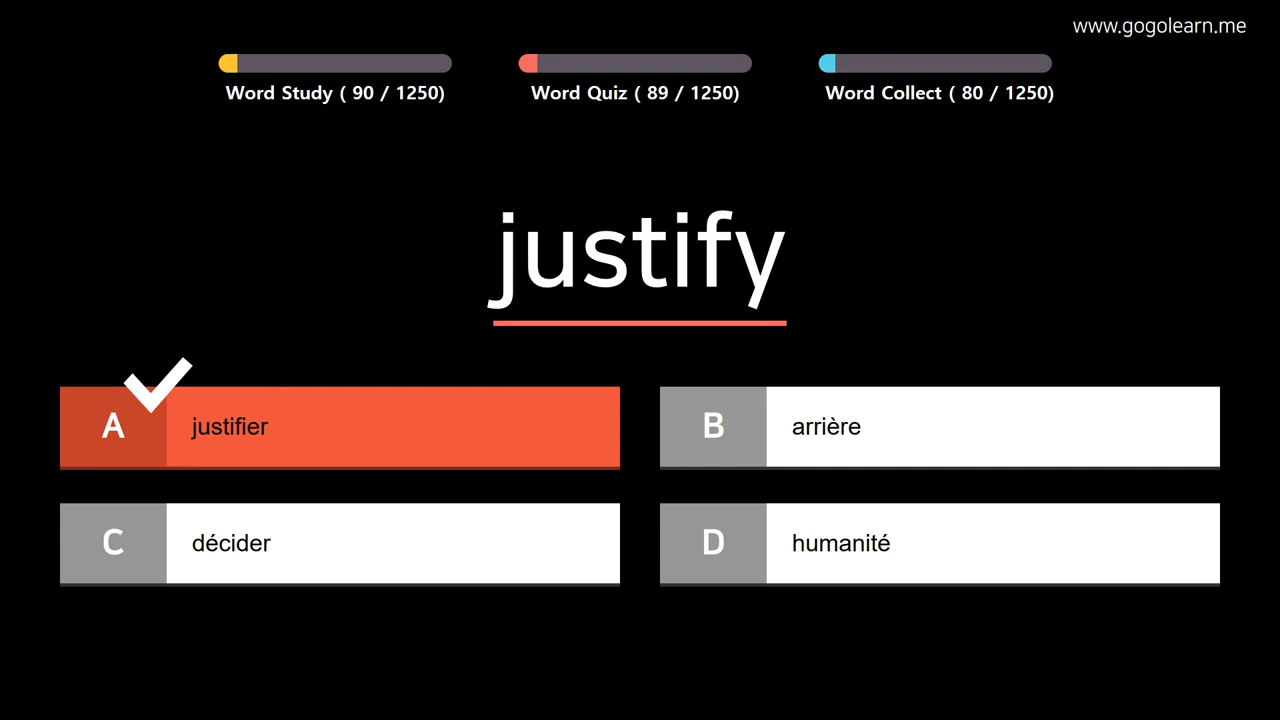 www.gogolearn.me
Word Study ( 90 / 1250)
Word Quiz ( 89 / 1250)
Word Collect ( 80 / 1250)
justify
A justifier
B arrière
C décider
D humanité